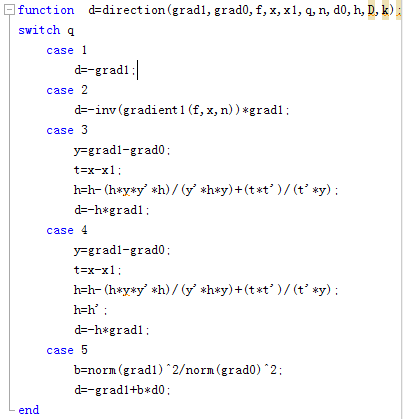 function d=direction(grad1,grad0,f,x,x1,q,n,d0,h,D,k);
switch q
case 1
d=-grad1;
case 2
d=-inv(gradient1(f,x,n))*grad1;
case 3
y=grad1-grad0;
t=x-x1;
h=h-(h*y*y'*h)/(y'*h*y)+(t*t')/(t'*y);
d=-h*grad1;
case 4
y=grad1-grad0;
t=x-x1;
h=h-(h*y*y'*h)/(y'*h*y)+(t*t')/(t'*y);
h=h';
d=-h*grad1;
case 5
b=norm(grad1)^2/norm(grad0)^2;
d=-grad1+b*d0;
end